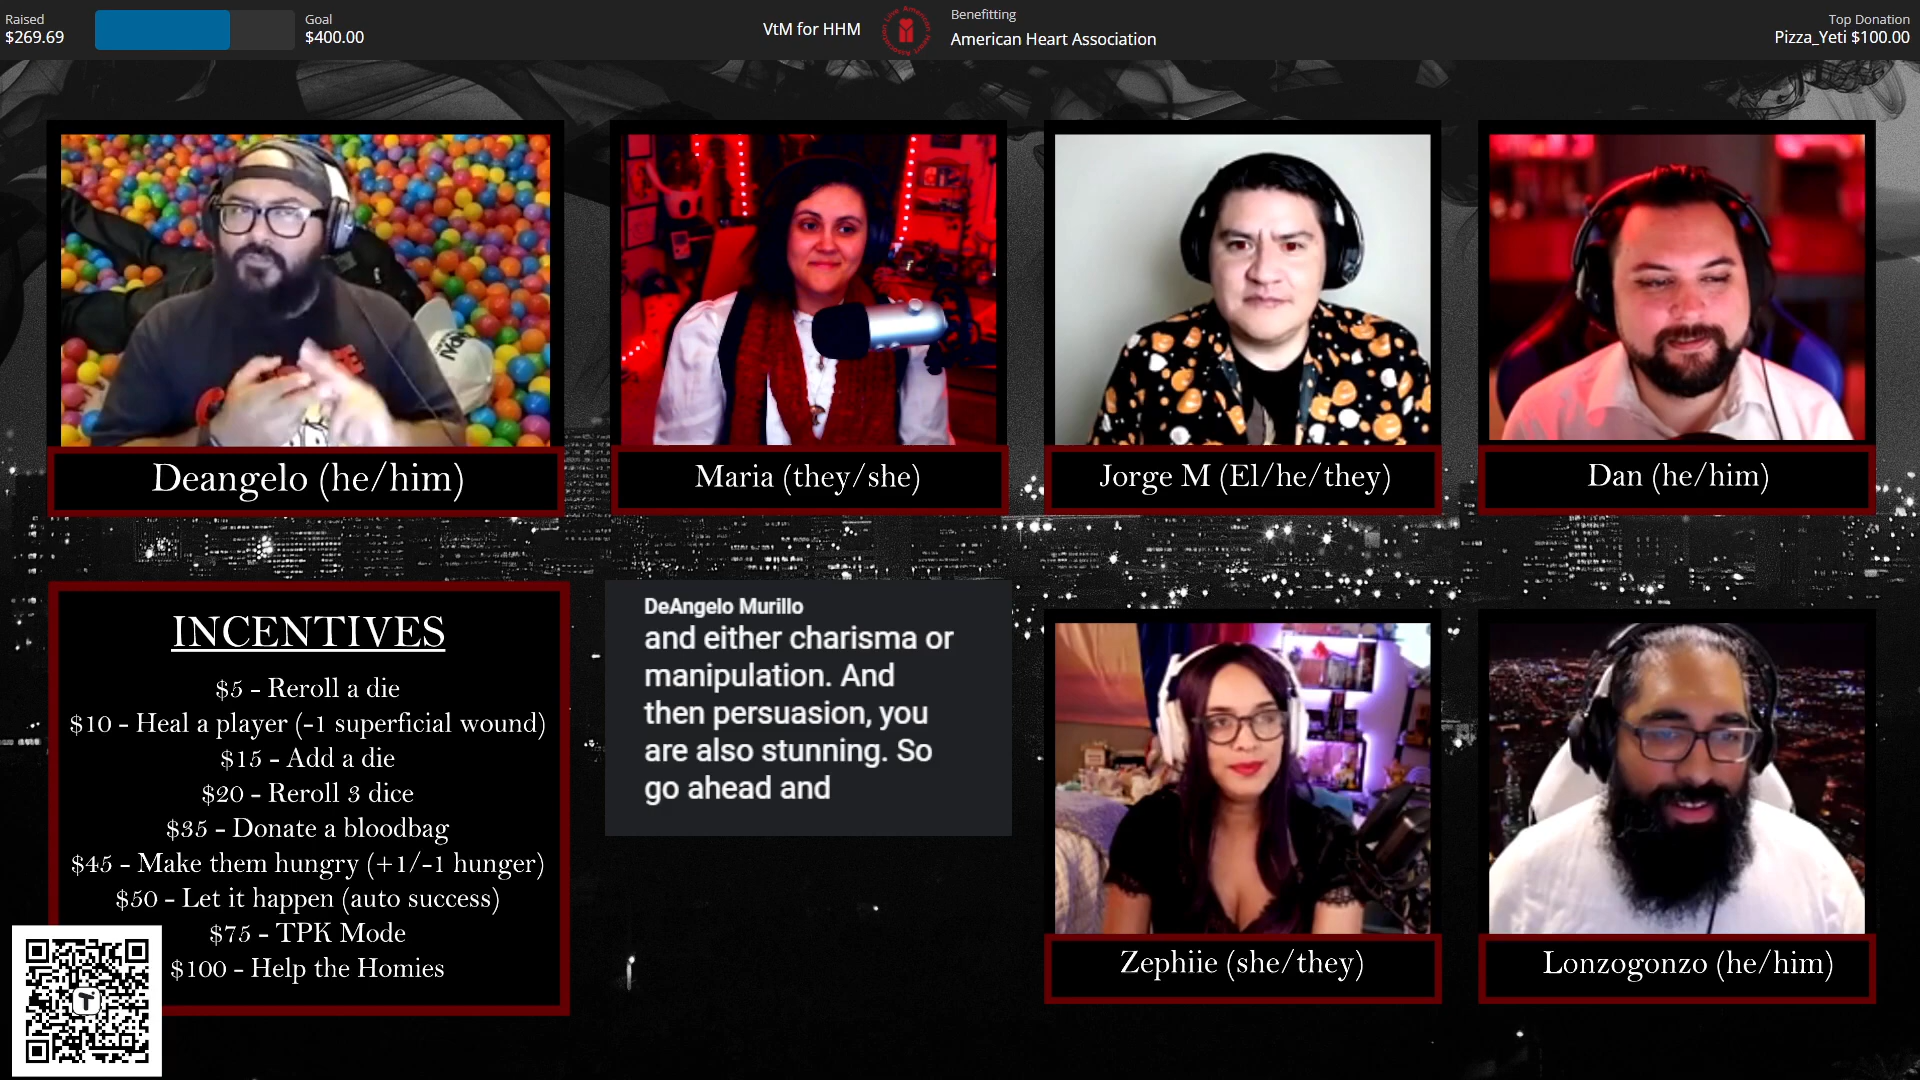 Raised
$269.69
Goal
$400.00
VtM for HHM
Benefitting
American Heart Association
Top Donation
Pizza_Yeti $100.00
Deangelo (he/him)
Maria (they/she)
Jorge M (El/he/they)
Dan (he/him)
INCENTIVES
$5 - Reroll a die
$10 - Heal a player (-1 superficial wound)
$15 - Add a die
$20 - Reroll 3 dice
$35 - Donate a bloodbag
$45 - Make them hungry (+1/-1 hunger)
$50 - Let it happen (auto success)
$75 - TPK Mode
$100 - Help the Homies
T
DeAngelo Murillo
and either charisma or
manipulation. And
then persuasion, you
are also stunning. So
go ahead and
Zephiie (she/they)
Lonzogonzo (he/him)